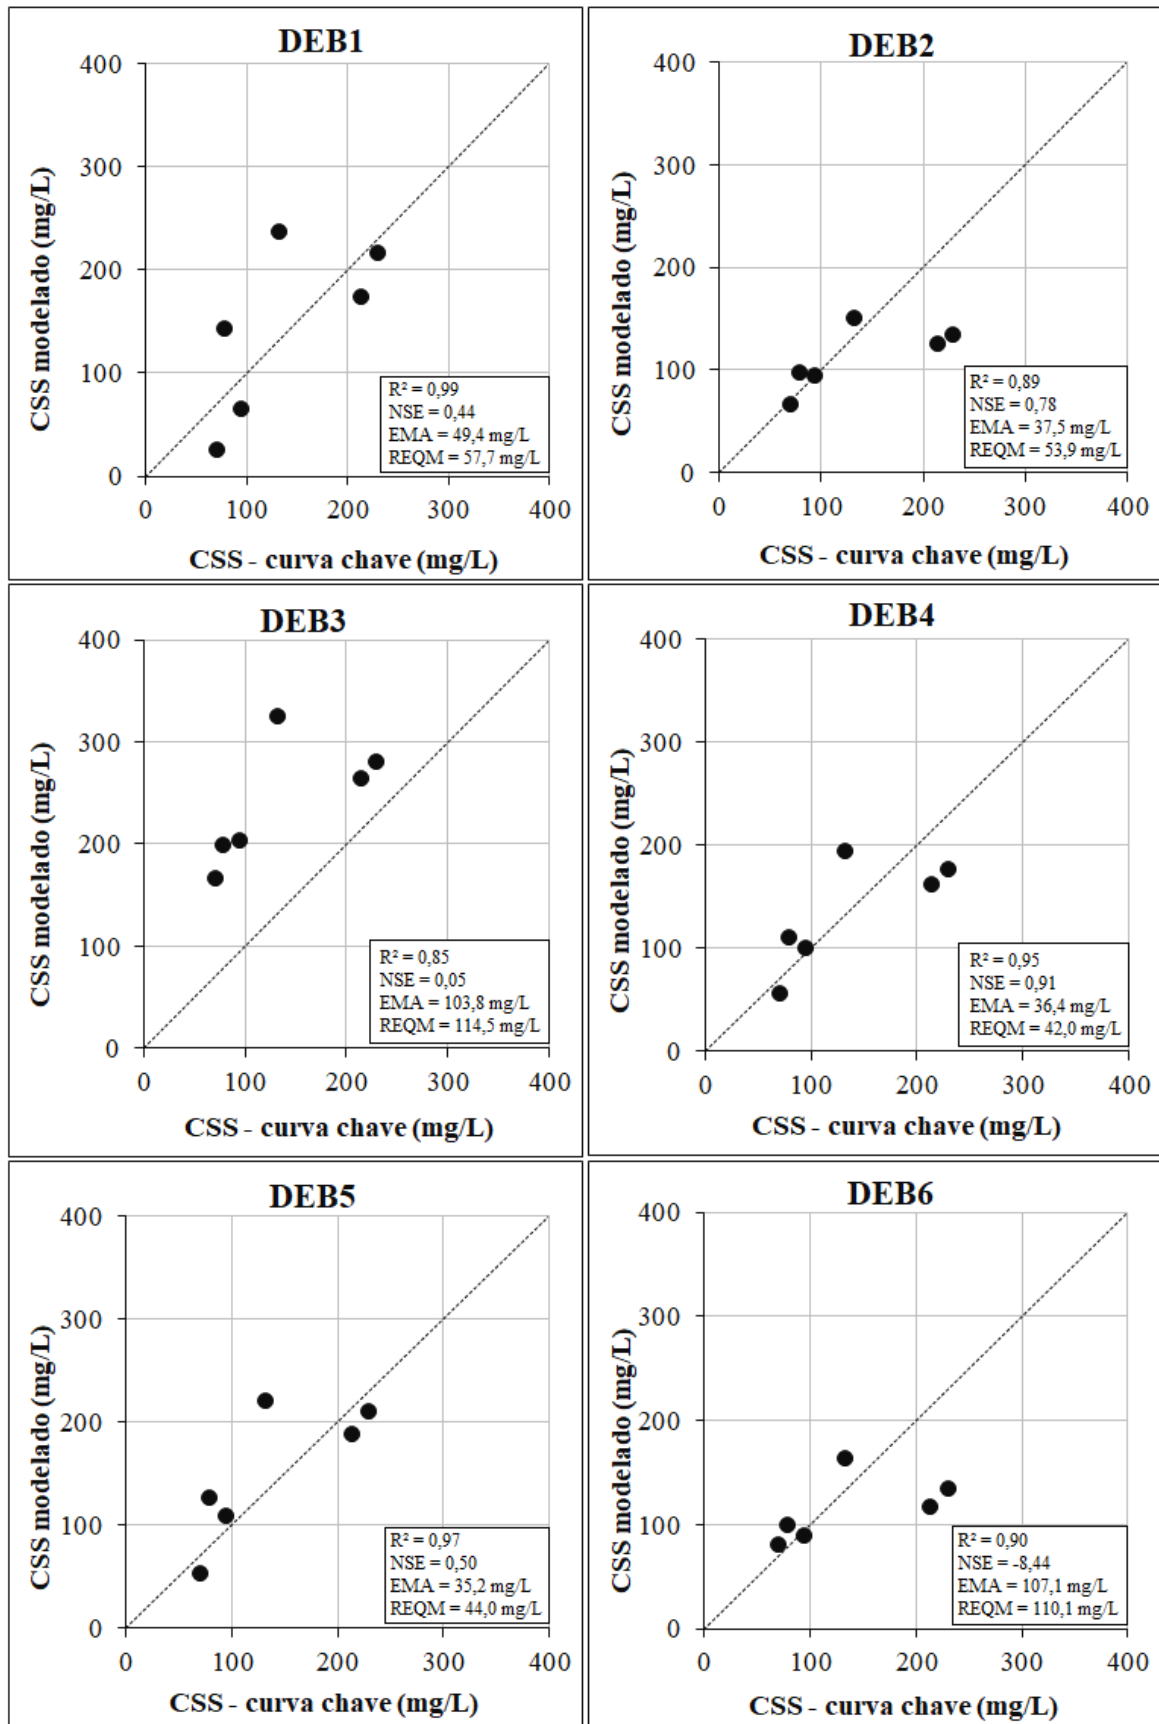 DEB1
400
300
200
100
0
0 100 200 300 400
CSS modelado (mg/L)
CSS - curva chave (mg/L)
R² = 0,99
NSE = 0,44
EMA = 49,4 mg/L
REQM = 57,7 mg/L
DEB2
400
300
200
100
0
0 100 200 300 400
CSS modelado (mg/L)
CSS - curva chave (mg/L)
R² = 0,89
NSE = 0,78
EMA = 37,5 mg/L
REQM = 53,9 mg/L
DEB3
400
300
200
100
0
0 100 200 300 400
CSS modelado (mg/L)
CSS - curva chave (mg/L)
R² = 0,85
NSE = 0,05
EMA = 103,8 mg/L
REQM = 114,5 mg/L
DEB4
400
300
200
100
0
0 100 200 300 400
CSS modelado (mg/L)
CSS - curva chave (mg/L)
R² = 0,95
NSE = 0,91
EMA = 36,4 mg/L
REQM = 42,0 mg/L
DEB5
400
300
200
100
0
0 100 200 300 400
CSS modelado (mg/L)
CSS - curva chave (mg/L)
R² = 0,97
NSE = 0,50
EMA = 35,2 mg/L
REQM = 44,0 mg/L
DEB6
400
300
200
100
0
0 100 200 300 400
CSS modelado (mg/L)
CSS - curva chave (mg/L)
R² = 0,90
NSE = -8,44
EMA = 107,1 mg/L
REQM = 110,1 mg/L